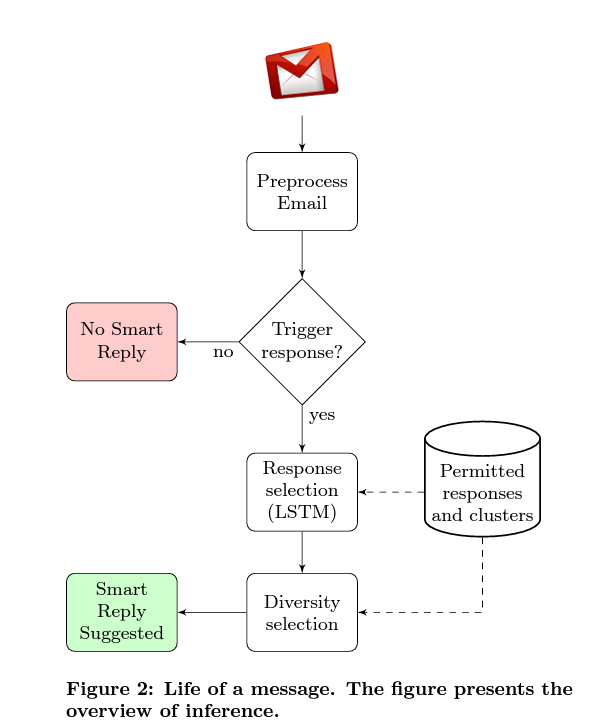 Preprocess
Email
Trigger
response?
No Smart
Reply
no
yes
Response
selection
(LSTM)
Permitted
responses
and clusters
Diversity
selection
Smart
Reply
Suggested
Figure 2: Life of a message. The figure presents the
overview of inference.